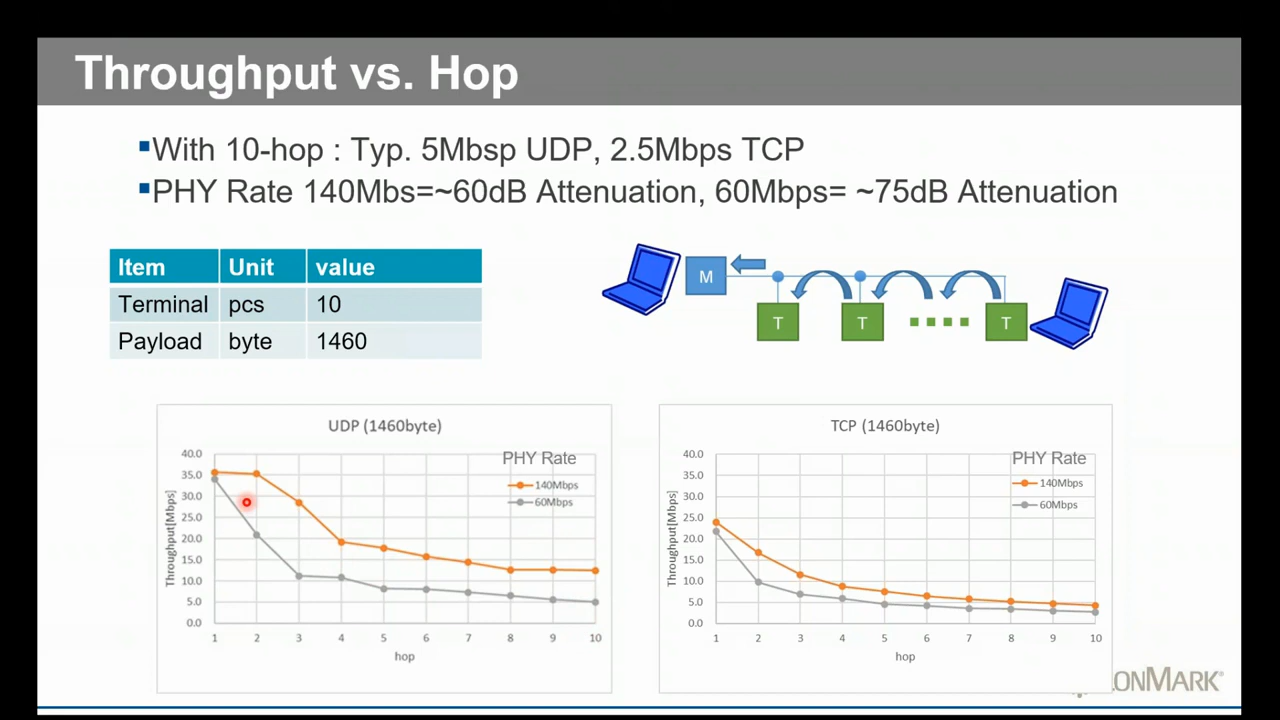 Throughput vs. Hop
▪With 10-hop : Typ. 5Mbsp UDP, 2.5Mbps TCP
▪PHY Rate 140Mbs=~60dB Attenuation, 60Mbps= ~75dB Attenuation
Item Unit value
Terminal pcs 10
Payload byte 1460
M
T T T
UDP (1460byte)
PHY Rate
140Mbps
60Mbps
Throughput[Mbps]
40.0
35.0
30.0
25.0
20.0
15.0
10.0
5.0
0.0
1 2 3 4 5 6 7 8 9 10
hop
TCP (1460byte)
PHY Rate
140Mbps
60Mbps
Throughput[Mbps]
40.0
35.0
30.0
25.0
20.0
15.0
10.0
5.0
0.0
1 2 3 4 5 6 7 8 9 10
hop
LONMARK®